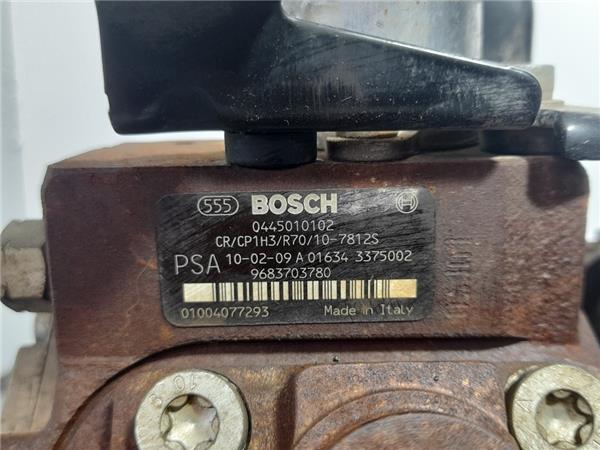 555 BOSCH
0445010102
CR/CP1H3/R70/10-7812S
PSA 10-02-09 A 01634 3375002
9683703780
01004077293 Made in Italy